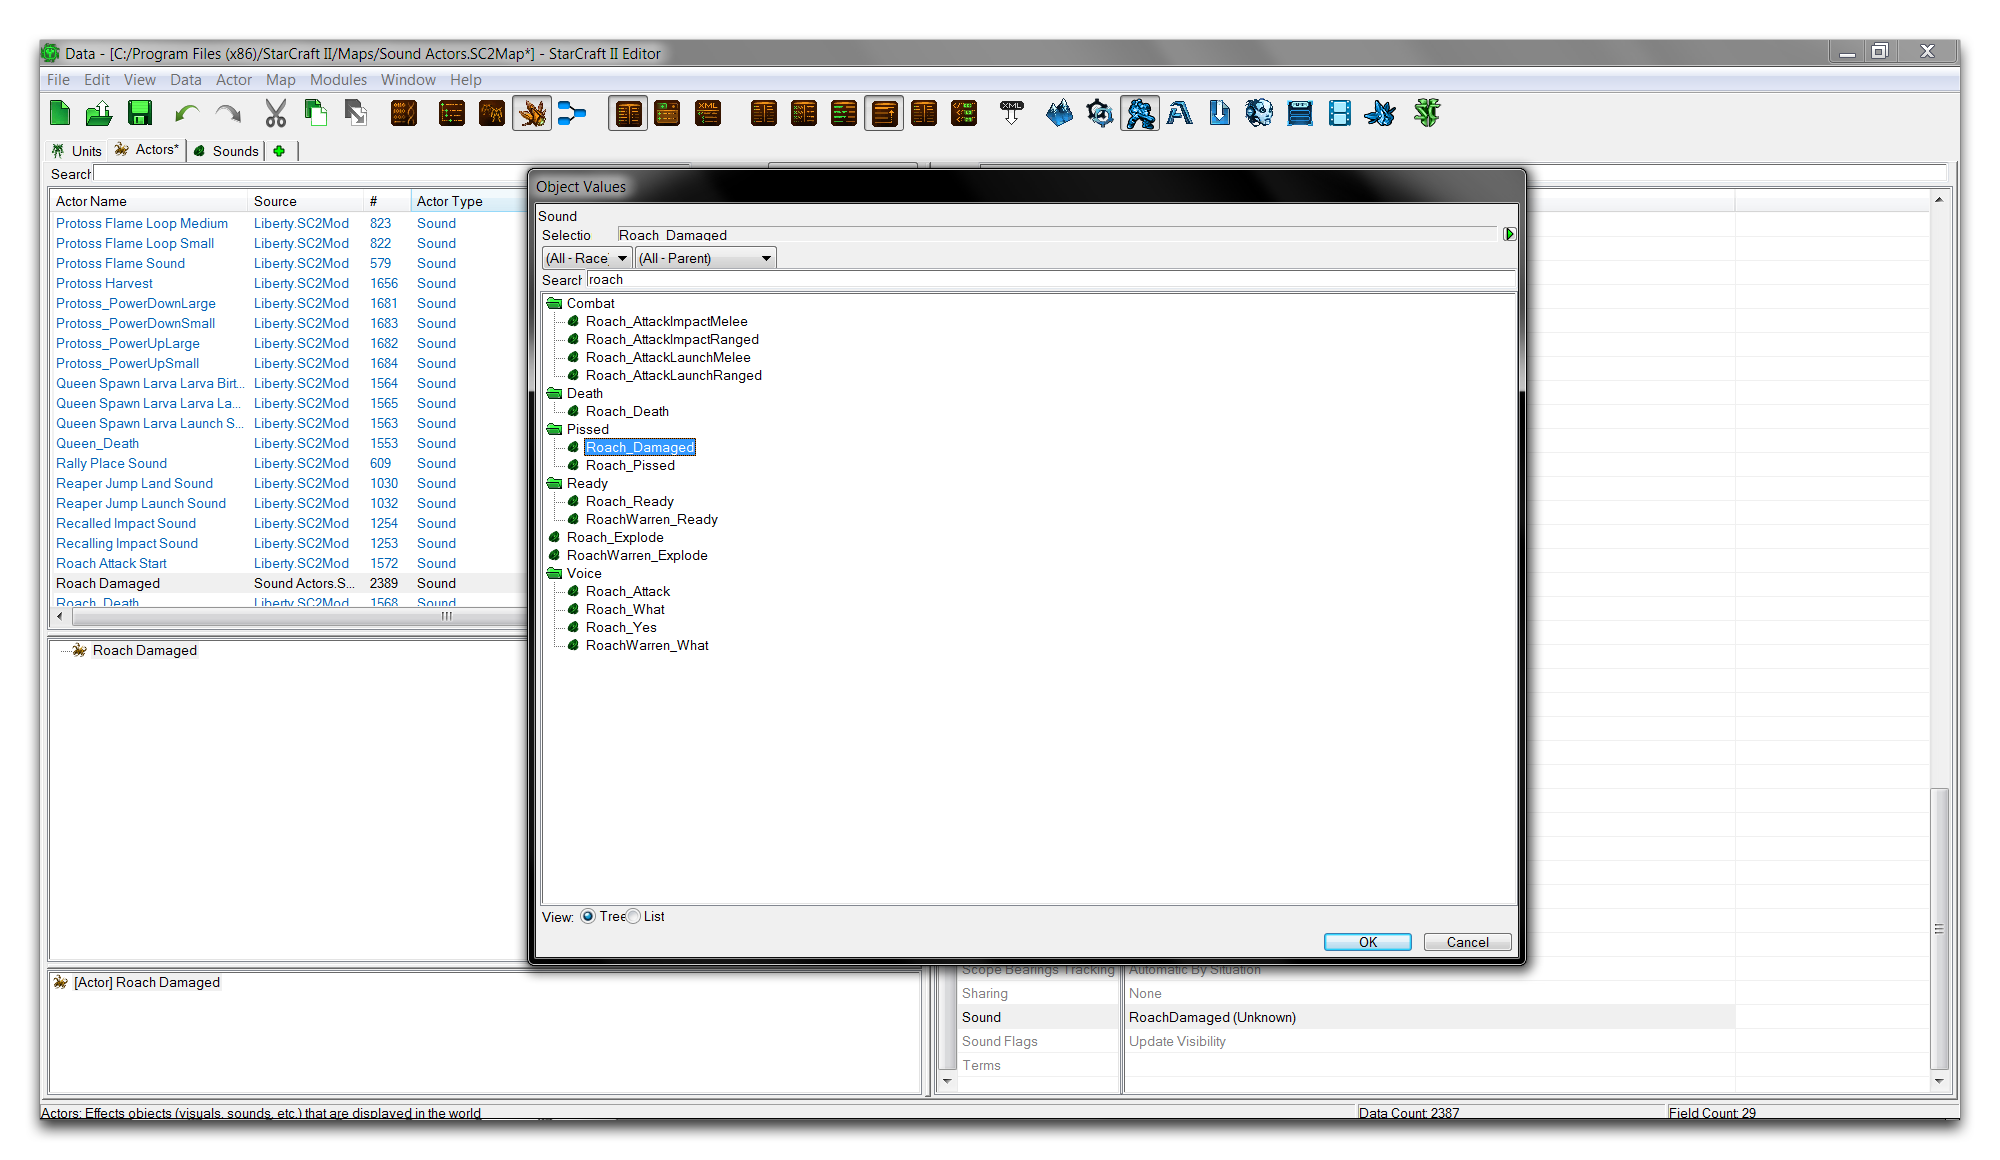 Data - [C:/Program Files (x86)/StarCraft II/Maps/Sound Actors.SC2Map*] - StarCraft II Editor
File Edit View Data Actor Map Modules Window Help
Units Actors* Sounds
Search
Actor Name Source # Actor Type
Protoss Flame Loop Medium Liberty.SC2Mod 823 Sound
Protoss Flame Loop Small Liberty.SC2Mod 822 Sound
Protoss Flame Sound Liberty.SC2Mod 579 Sound
Protoss Harvest Liberty.SC2Mod 1656 Sound
Protoss_PowerDownLarge Liberty.SC2Mod 1681 Sound
Protoss_PowerDownSmall Liberty.SC2Mod 1683 Sound
Protoss_PowerUpLarge Liberty.SC2Mod 1682 Sound
Protoss_PowerUpSmall Liberty.SC2Mod 1684 Sound
Queen Spawn Larva Larva Birt... Liberty.SC2Mod 1564 Sound
Queen Spawn Larva Larva La... Liberty.SC2Mod 1565 Sound
Queen Spawn Larva Launch S... Liberty.SC2Mod 1563 Sound
Queen_Death Liberty.SC2Mod 1553 Sound
Rally Place Sound Liberty.SC2Mod 609 Sound
Reaper Jump Land Sound Liberty.SC2Mod 1030 Sound
Reaper Jump Launch Sound Liberty.SC2Mod 1032 Sound
Recalled Impact Sound Liberty.SC2Mod 1254 Sound
Recalling Impact Sound Liberty.SC2Mod 1253 Sound
Roach Attack Start Liberty.SC2Mod 1572 Sound
Roach Damaged Sound Actors.S... 2389 Sound
Roach_Death Liberty.SC2Mod 1568 Sound
Roach Damaged
[Actor] Roach Damaged
Object Values
Sound
Selectio Roach_Damaged
(All - Race) (All - Parent)
Search roach
Combat
Roach_AttackImpactMelee
Roach_AttackImpactRanged
Roach_AttackLaunchMelee
Roach_AttackLaunchRanged
Death
Roach_Death
Pissed
Roach_Damaged
Roach_Pissed
Ready
Roach_Ready
RoachWarren_Ready
Roach_Explode
RoachWarren_Explode
Voice
Roach_Attack
Roach_What
Roach_Yes
RoachWarren_What
View: Tree List
OK Cancel
Scope Bearings Tracking Automatic By Situation
Sharing None
Sound RoachDamaged (Unknown)
Sound Flags Update Visibility
Terms
Actors: Effects objects (visuals, sounds, etc.) that are displayed in the world Data Count: 2387 Field Count: 29